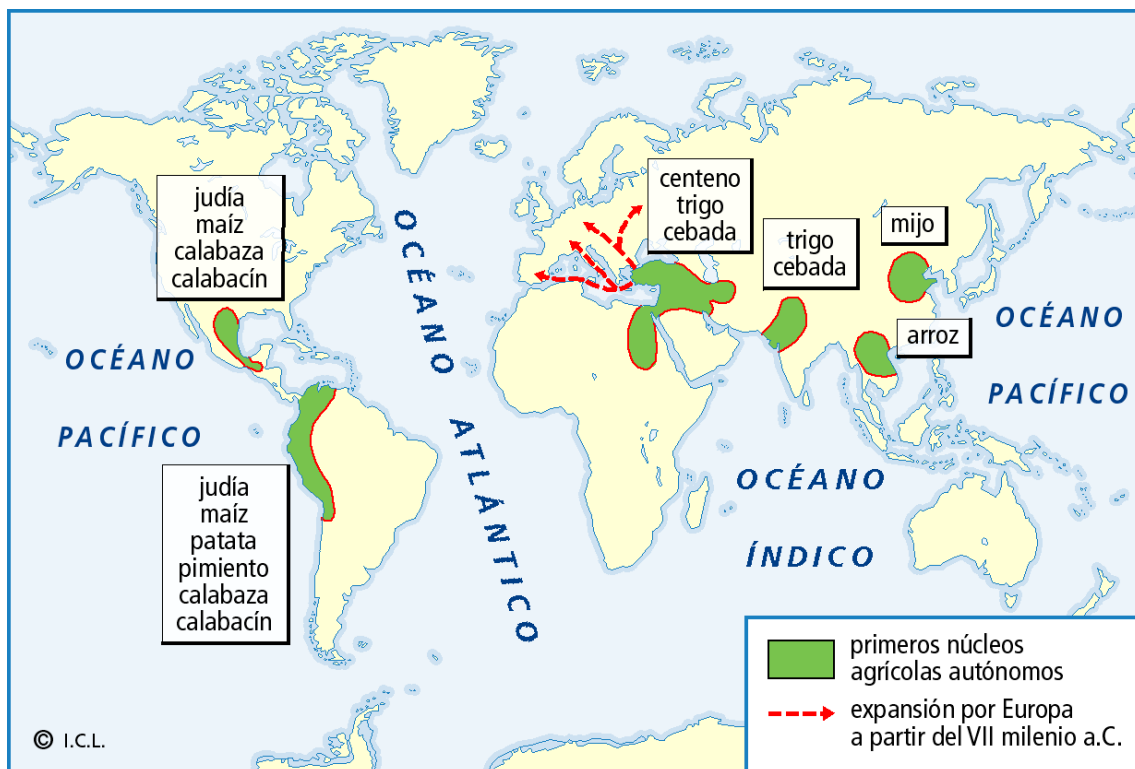 judía
maíz
calabaza
calabacín
OCÉANO
PACÍFICO
judía
maíz
patata
pimiento
calabaza
calabacín
OCÉANO
ATLÁNTICO
centeno
trigo
cebada
trigo
cebada
mijo
arroz
OCÉANO
PACÍFICO
OCÉANO
ÍNDICO
primeros núcleos
agrícolas autónomos
expansión por Europa
a partir del VII milenio a.C.
© I.C.L.